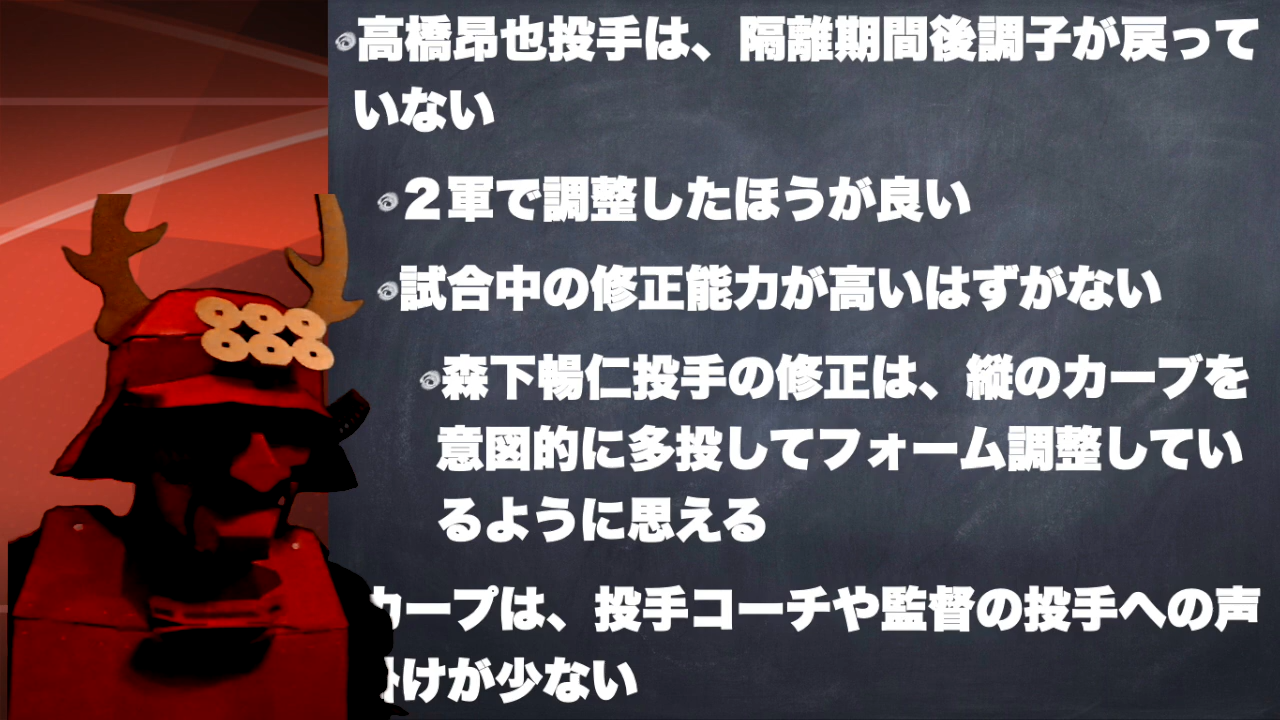 高橋昂也投手は、隔離期間後調子が戻って
いない
２軍で調整したほうが良い
試合中の修正能力が高いはずがない
森下暢仁投手の修正は、縦のカーブを
意図的に多投してフォーム調整してい
るように思える
カープは、投手コーチや監督の投手への声
掛けが少ない